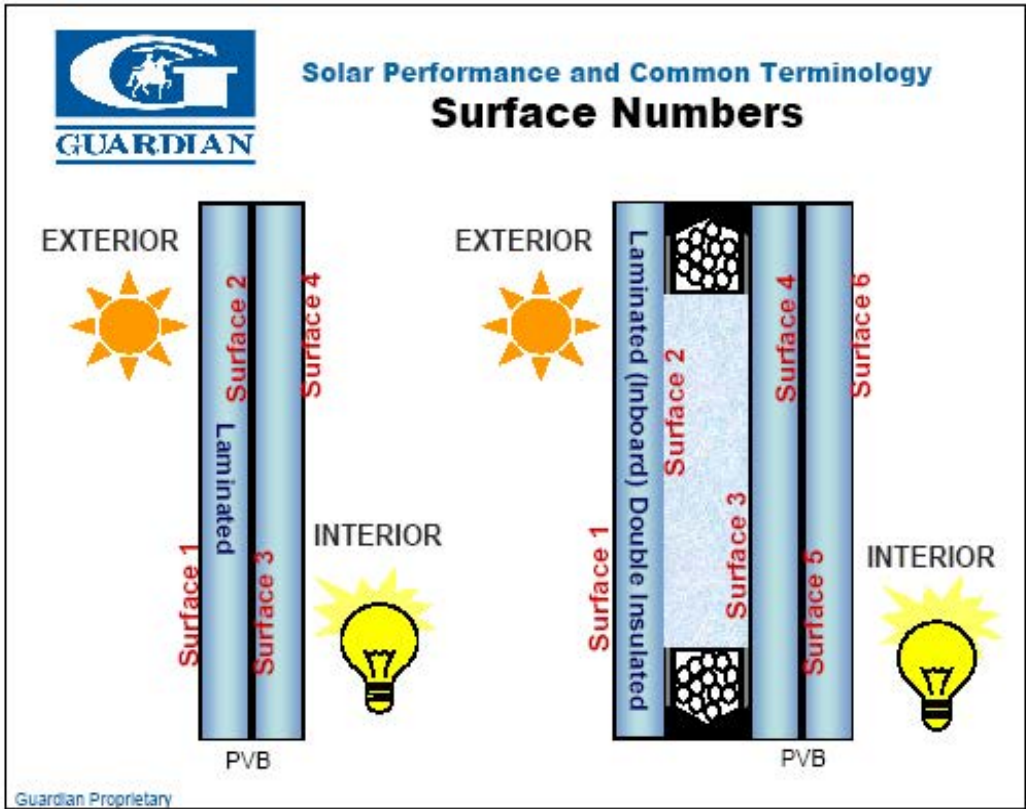 GUARDIAN
Solar Performance and Common Terminology
Surface Numbers
EXTERIOR
Surface 1
Laminated
Surface 2
Surface 3
Surface 4
INTERIOR
PVB
EXTERIOR
Surface 1
Laminated (Inboard) Double Insulated
Surface 2
Surface 3
Surface 4
Surface 5
Surface 6
INTERIOR
PVB
Guardian Proprietary